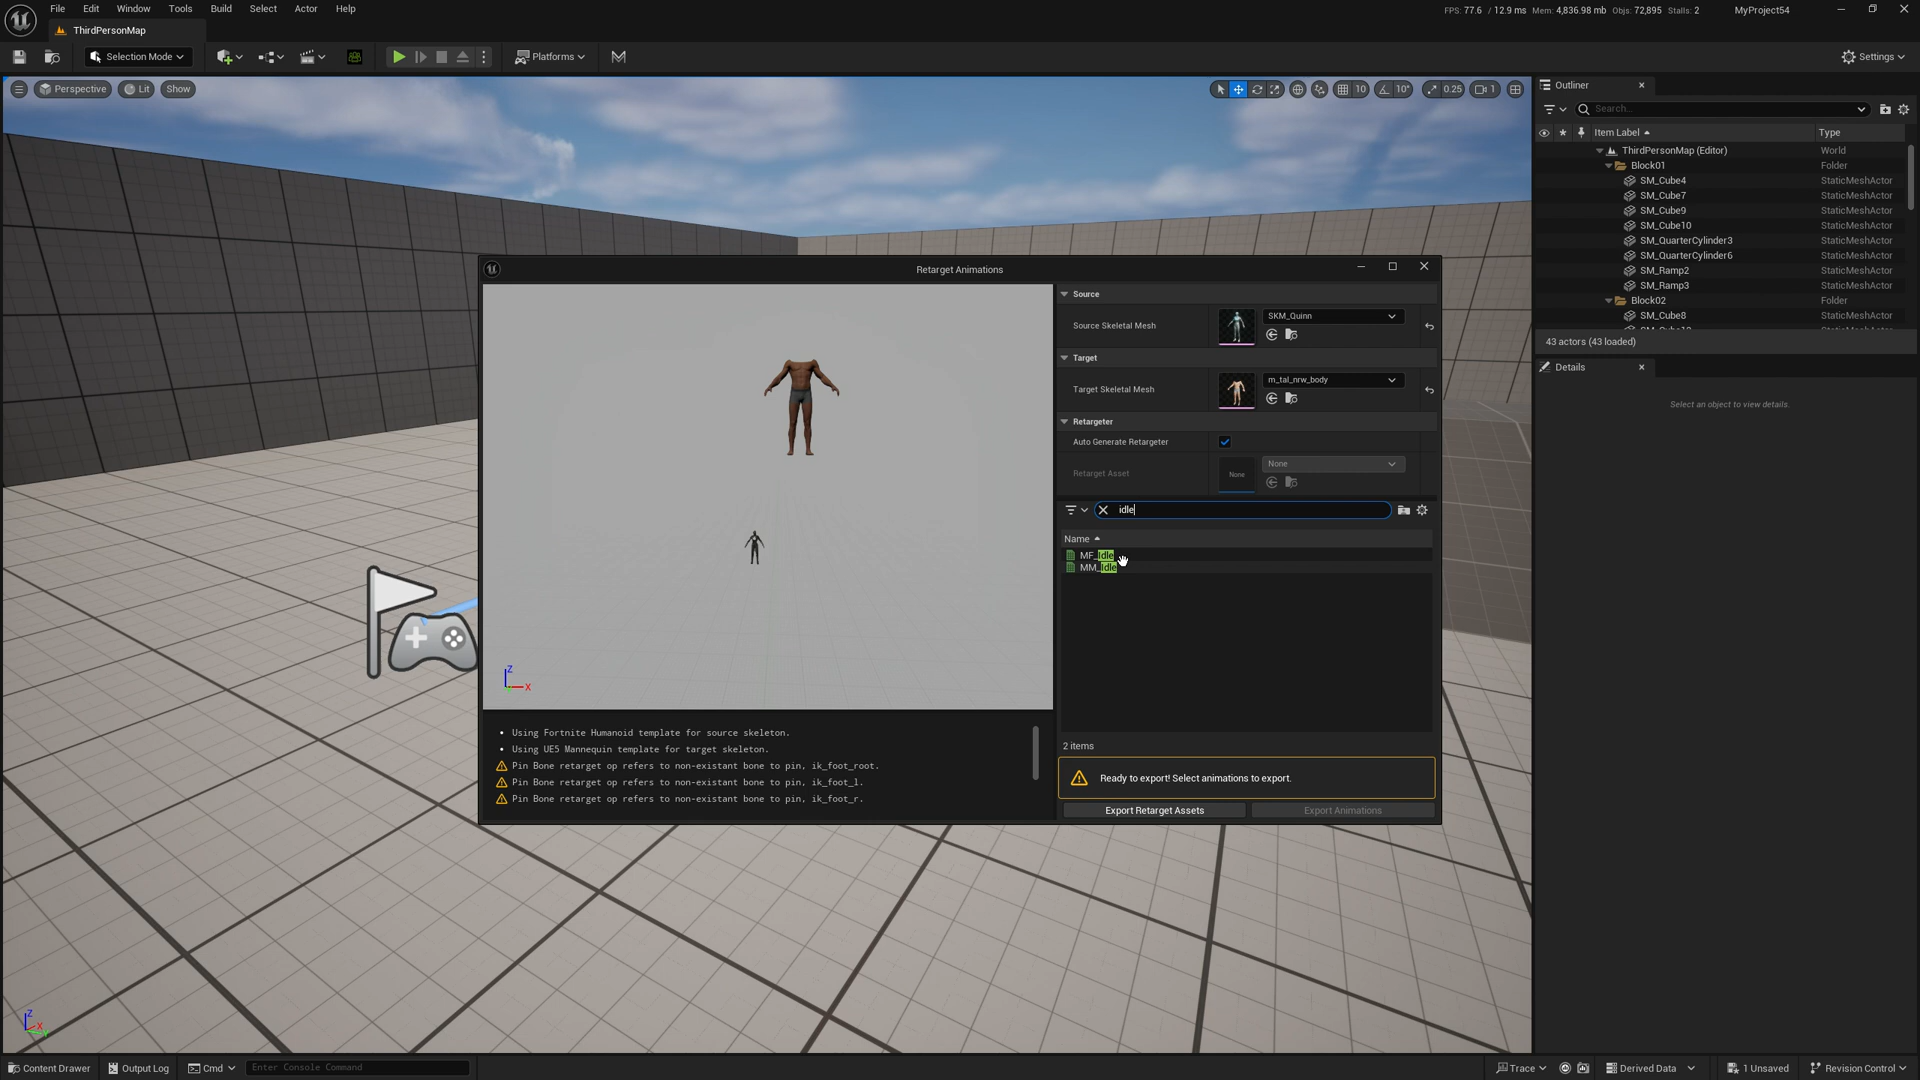 File Edit Window Tools Build Select Actor Help
FPS: 77.6 / 12.9 ms Mem: 4,836.98 mb Objs: 72,895 Stalls: 2 MyProject54
ThirdPersonMap
Selection Mode Platforms Settings
Perspective Lit Show 10 10° 0.25 1
Outliner
Search...
Item Label Type
ThirdPersonMap (Editor) World
Block01 Folder
SM_Cube4 StaticMeshActor
SM_Cube7 StaticMeshActor
SM_Cube9 StaticMeshActor
SM_Cube10 StaticMeshActor
SM_QuarterCylinder3 StaticMeshActor
SM_QuarterCylinder6 StaticMeshActor
SM_Ramp2 StaticMeshActor
SM_Ramp3 StaticMeshActor
Block02 Folder
SM_Cube8 StaticMeshActor
43 actors (43 loaded)
Details
Select an object to view details.
Retarget Animations
Source
Source Skeletal Mesh SKM_Quinn
Target
Target Skeletal Mesh m_tal_nrw_body
Retargeter
Auto Generate Retargeter
Retarget Asset None None
idle
Name
MF_Idle
MM_Idle
2 items
Ready to export! Select animations to export.
Export Retarget Assets Export Animations
Z
X
Using Fortnite Humanoid template for source skeleton.
Using UE5 Mannequin template for target skeleton.
Pin Bone retarget op refers to non-existant bone to pin, ik_foot_root.
Pin Bone retarget op refers to non-existant bone to pin, ik_foot_l.
Pin Bone retarget op refers to non-existant bone to pin, ik_foot_r.
Z
X
Content Drawer Output Log Cmd Enter Console Command Trace Derived Data 1 Unsaved Revision Control